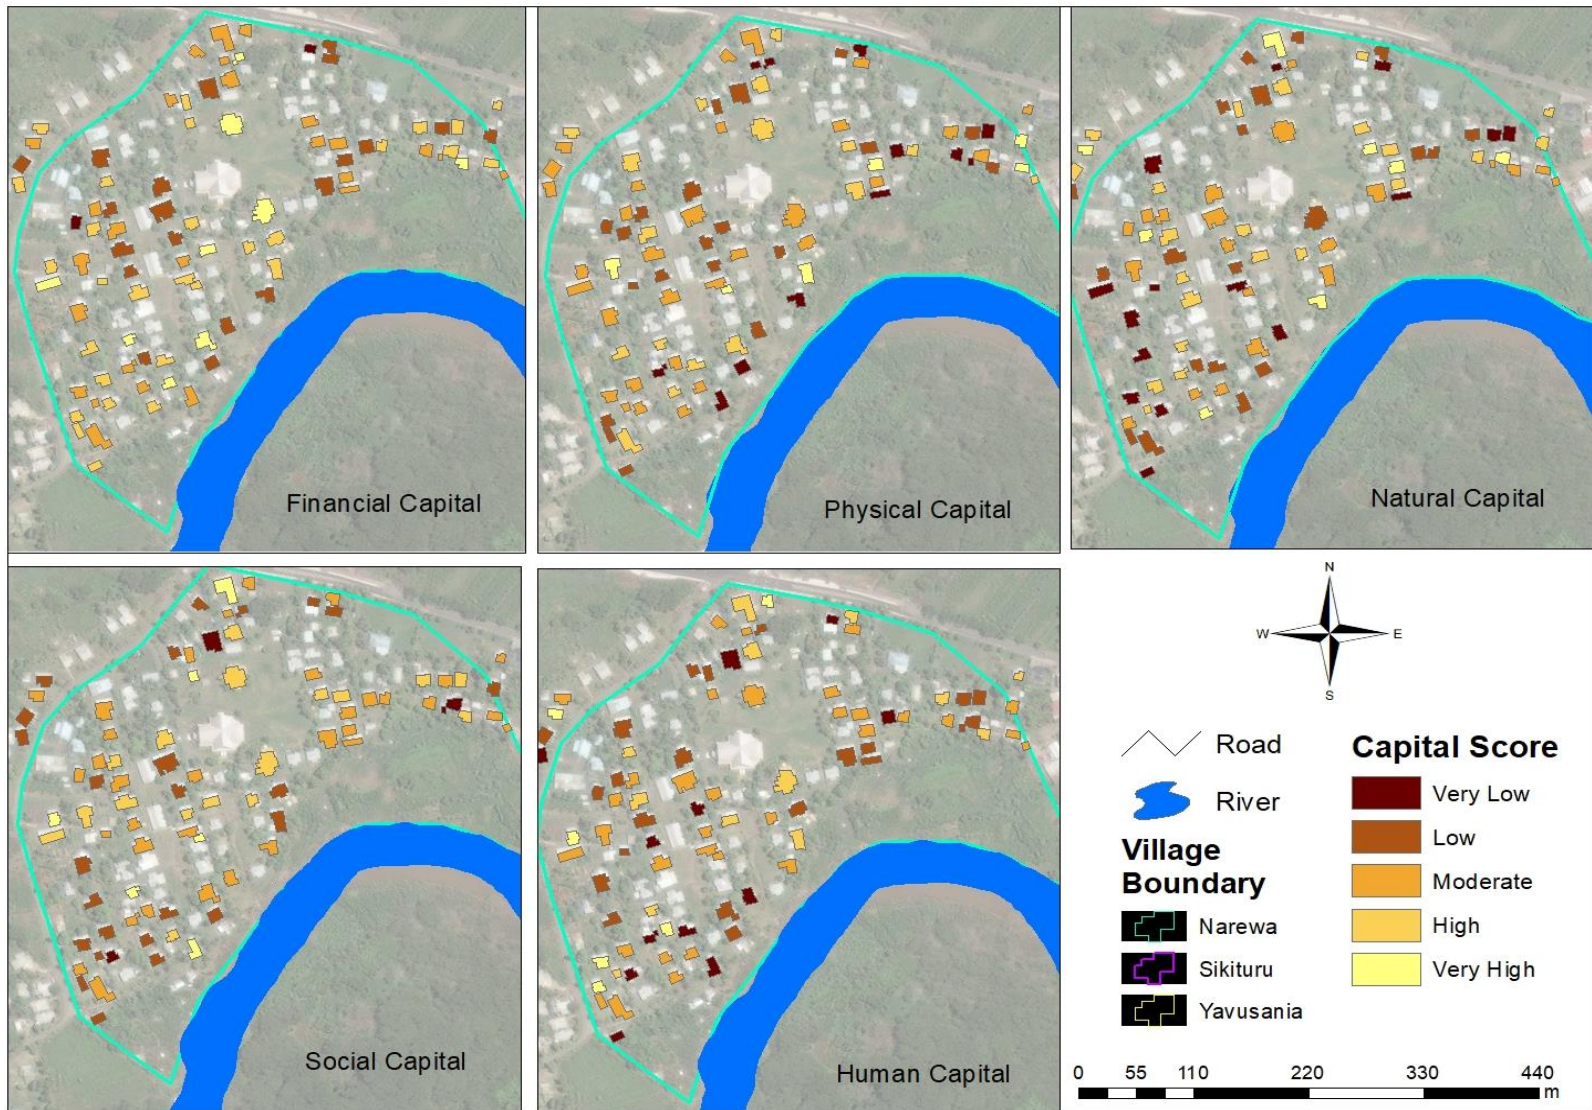 Financial Capital
Physical Capital
Natural Capital
Social Capital
Human Capital
N
W
E
S
Road
River
Village
Boundary
Narewa
Sikituru
Yavusania
Capital Score
Very Low
Low
Moderate
High
Very High
0 55 110 220 330 440
m